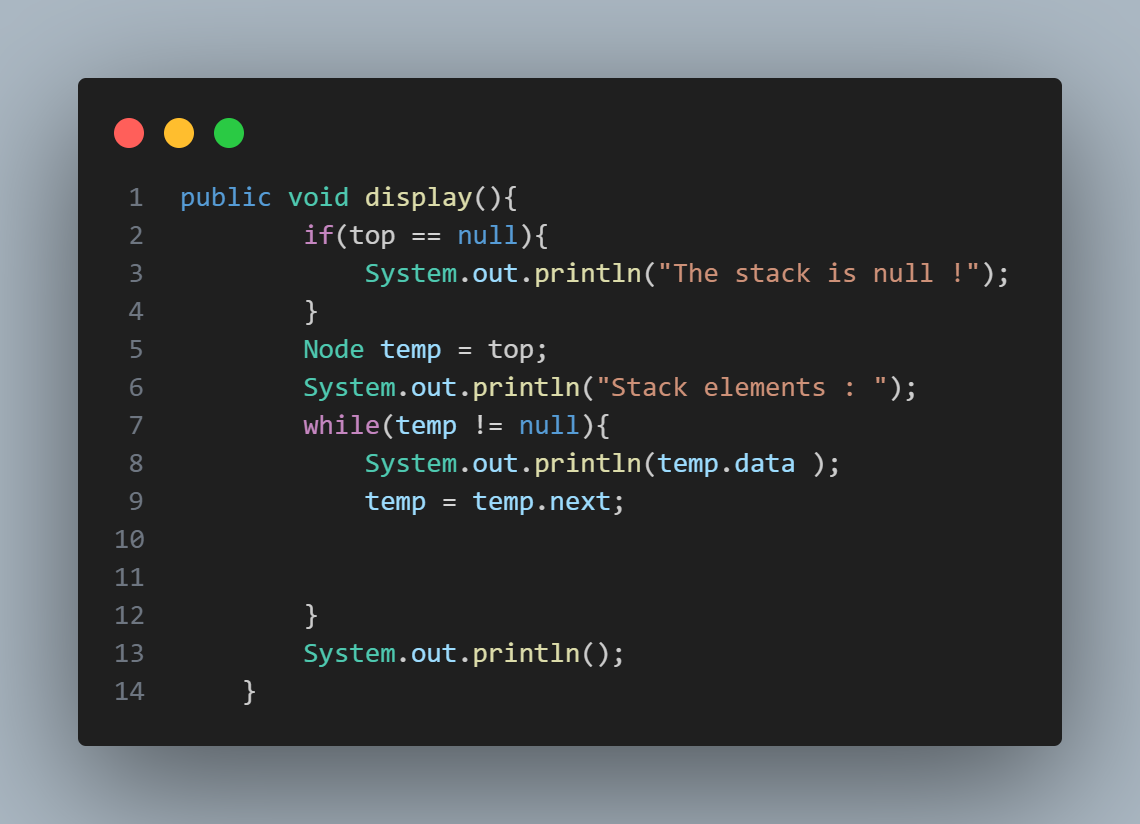 1 public void display(){
2         if(top == null){
3             System.out.println("The stack is null !");
4         }
5         Node temp = top;
6         System.out.println("Stack elements : ");
7         while(temp != null){
8             System.out.println(temp.data );
9             temp = temp.next;
10
11
12         }
13         System.out.println();
14     }